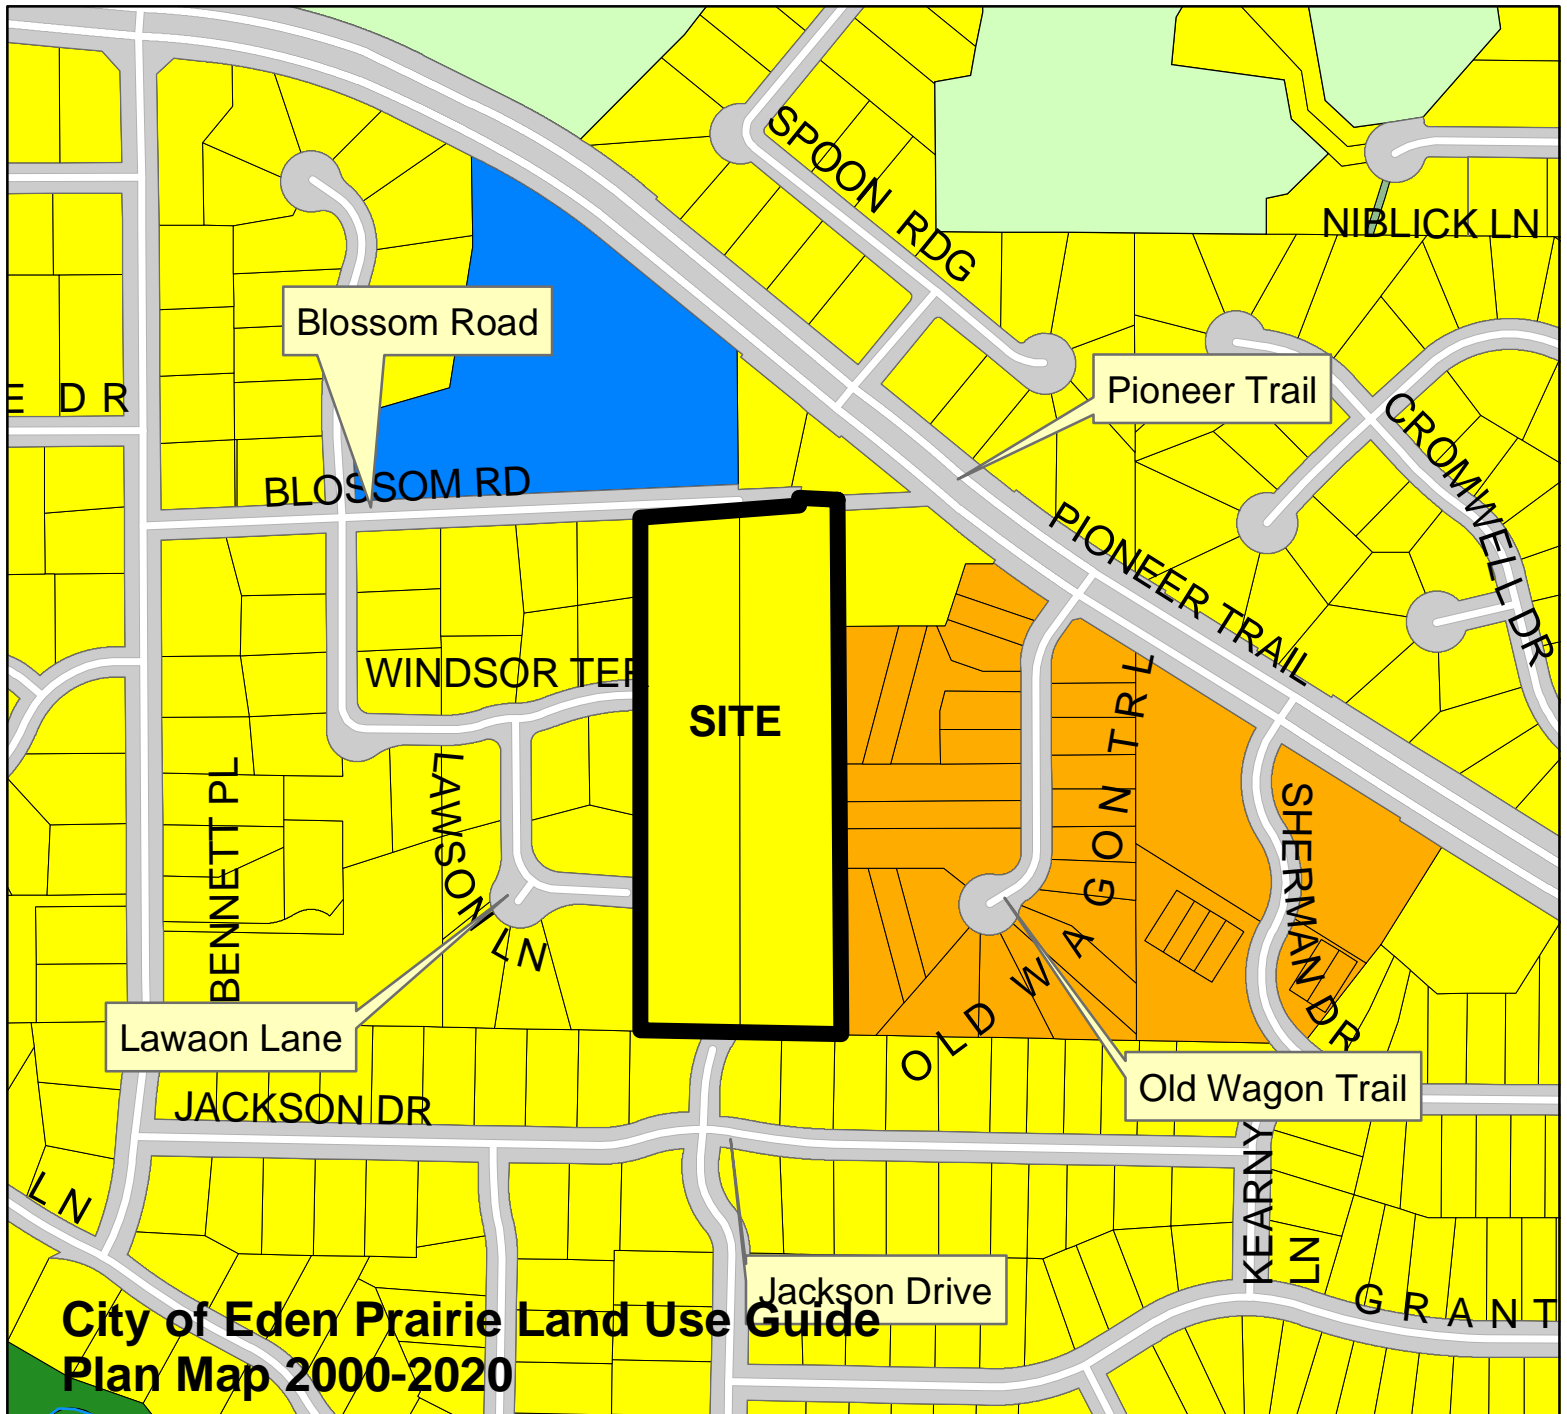 SPOON RDG
NIBLICK LN
Blossom Road
Pioneer Trail
E DR
CROMWELL DR
BLOSSOM RD
PIONEER TRAIL
WINDSOR TER
SITE
OLD WAGON TRL
BENNETT PL
LAWSON LN
SHERMAN DR
Lawaon Lane
Old Wagon Trail
JACKSON DR
KEARNY LN
LN
Jackson Drive
GRANT
City of Eden Prairie Land Use Guide
Plan Map 2000-2020